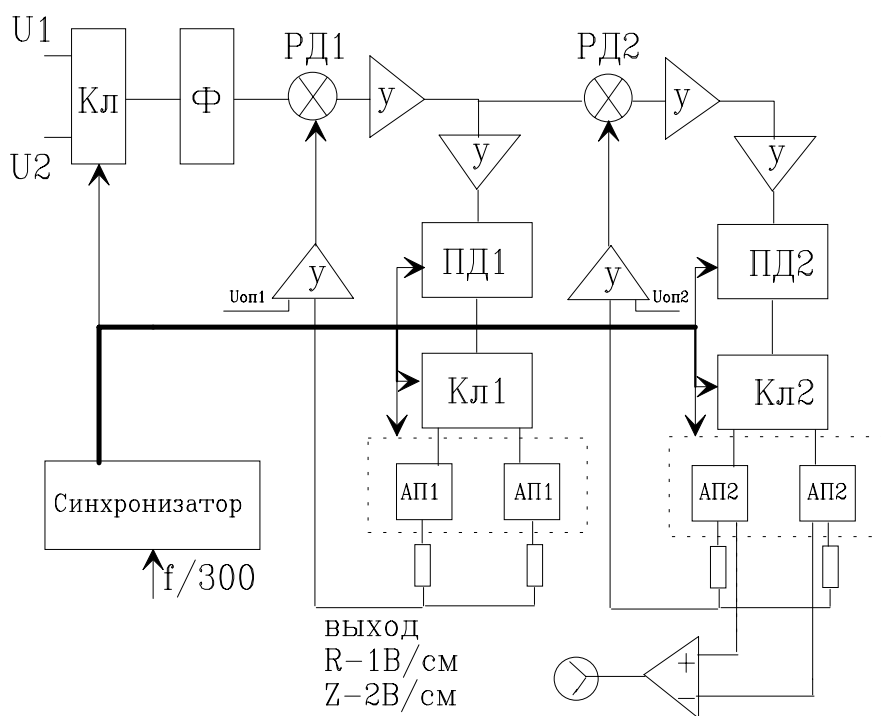 U1
U2
Кл
Ф
РД1
У
РД2
У
У
У
ПД1
ПД2
У
Uоп1
У
Uоп2
Кл1
Кл2
АП1
АП1
АП2
АП2
Синхронизатор
f/300
выход
R-1В/см
Z-2В/см
+
−